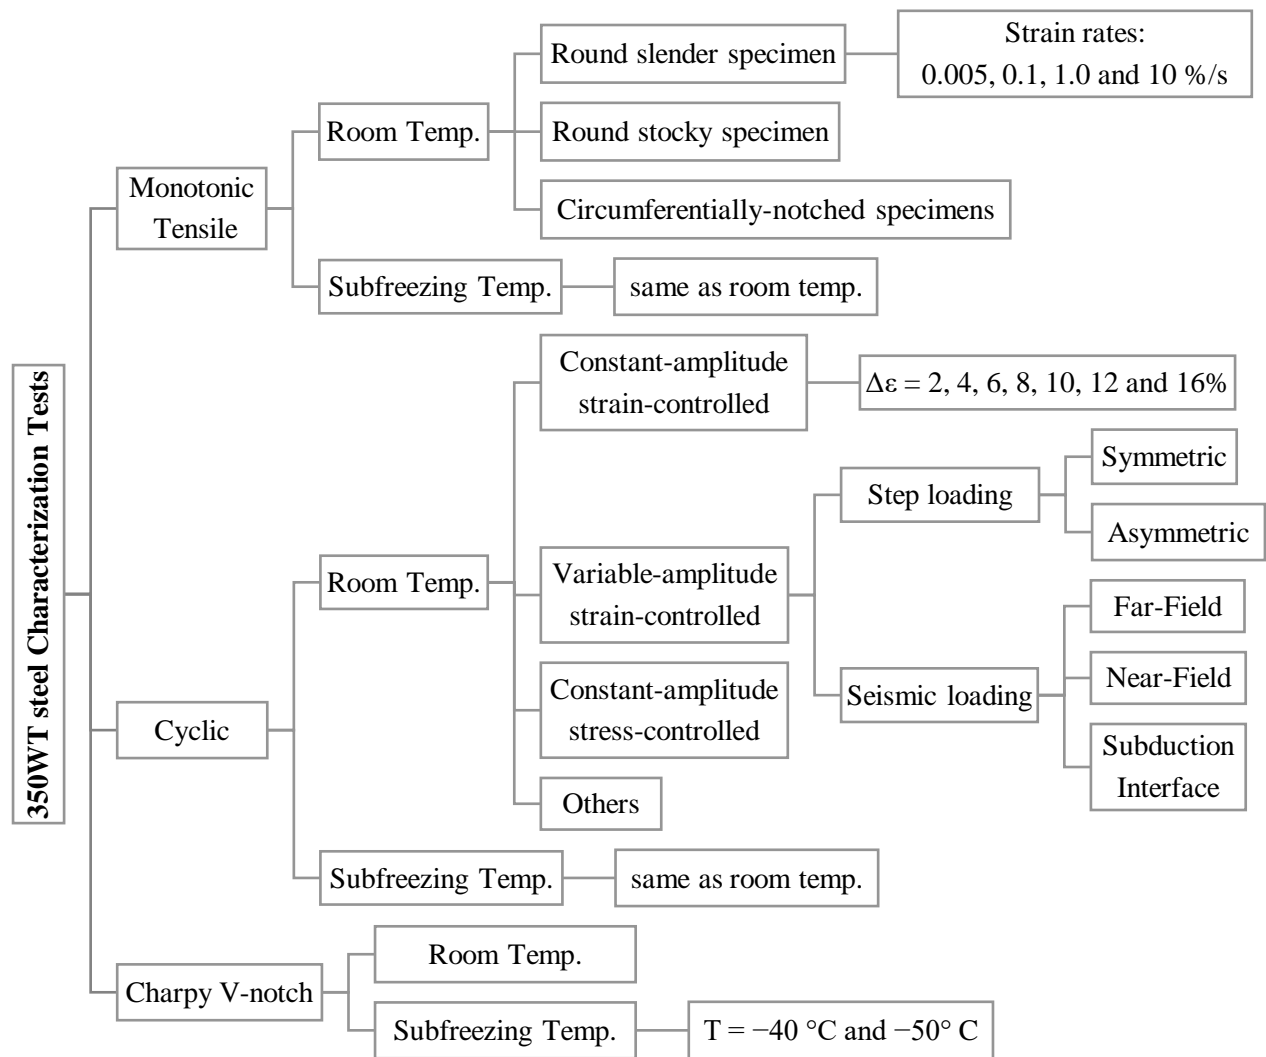 350WT steel Characterization Tests
Monotonic
Tensile
Room Temp.
Round slender specimen
Strain rates:
0.005, 0.1, 1.0 and 10 %/s
Round stocky specimen
Circumferentially-notched specimens
Subfreezing Temp.
same as room temp.
Cyclic
Room Temp.
Constant-amplitude
strain-controlled
Δε = 2, 4, 6, 8, 10, 12 and 16%
Variable-amplitude
strain-controlled
Step loading
Symmetric
Asymmetric
Seismic loading
Far-Field
Near-Field
Subduction
Interface
Constant-amplitude
stress-controlled
Others
Subfreezing Temp.
same as room temp.
Charpy V-notch
Room Temp.
Subfreezing Temp.
T = −40 °C and −50° C